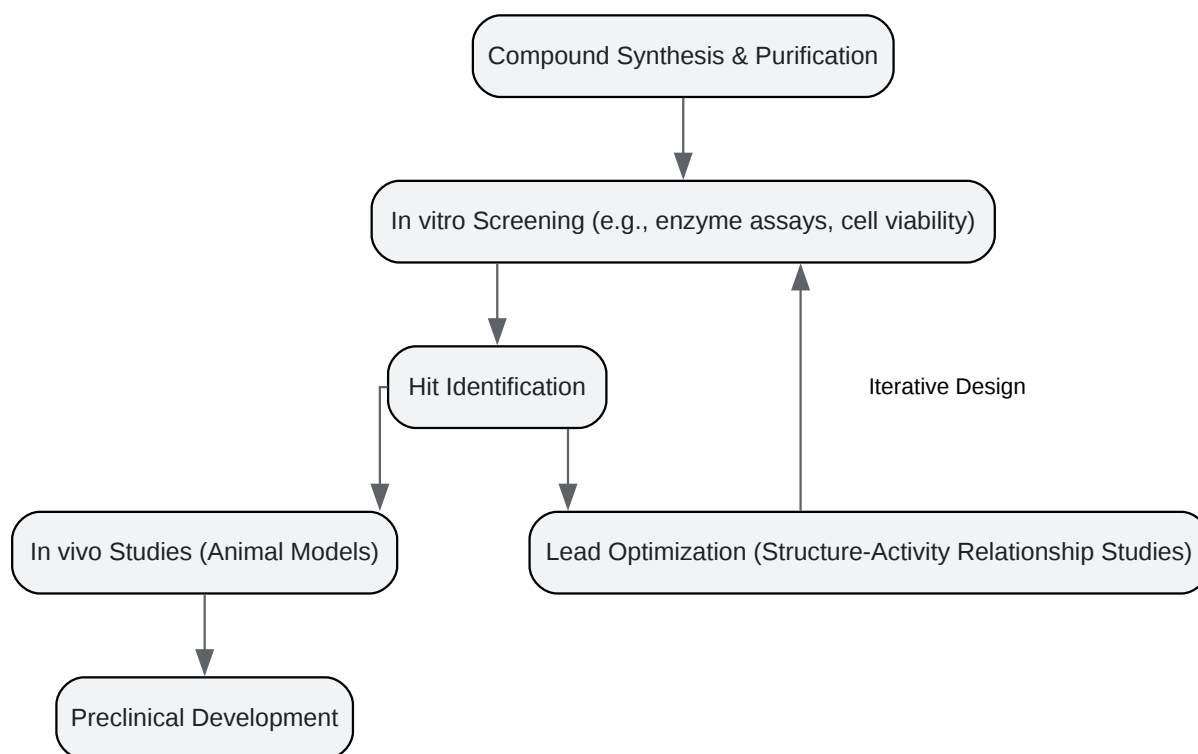 Compound Synthesis & Purification
In vitro Screening (e.g., enzyme assays, cell viability)
Hit Identification
Iterative Design
In vivo Studies (Animal Models)
Lead Optimization (Structure-Activity Relationship Studies)
Preclinical Development